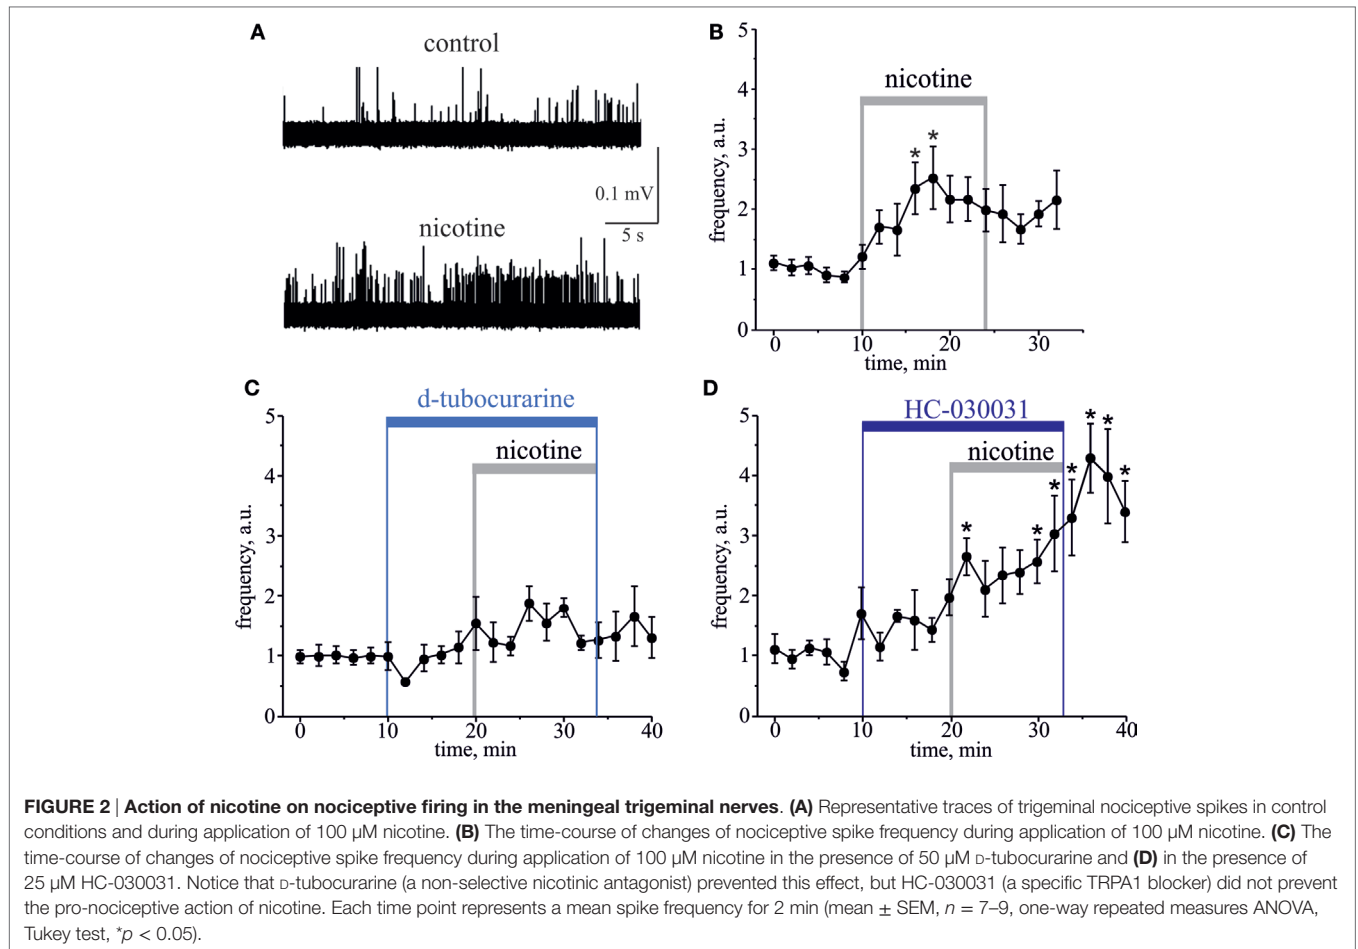 A
control
0.1 mV
5 s
nicotine
B
5
4
3
2
1
0
frequency, a.u.
nicotine
*
*
0
10
20
30
time, min
C
d-tubocurarine
nicotine
5
4
3
2
1
0
frequency, a.u.
0
10
20
30
40
time, min
D
HC-030031
nicotine
5
4
3
2
1
0
frequency, a.u.
*
*
*
*
*
*
*
0
10
20
30
40
time, min
FIGURE 2 | Action of nicotine on nociceptive firing in the meningeal trigeminal nerves. (A) Representative traces of trigeminal nociceptive spikes in control
conditions and during application of 100 µM nicotine. (B) The time-course of changes of nociceptive spike frequency during application of 100 µM nicotine. (C) The
time-course of changes of nociceptive spike frequency during application of 100 µM nicotine in the presence of 50 µM D-tubocurarine and (D) in the presence of
25 µM HC-030031. Notice that D-tubocurarine (a non-selective nicotinic antagonist) prevented this effect, but HC-030031 (a specific TRPA1 blocker) did not prevent
the pro-nociceptive action of nicotine. Each time point represents a mean spike frequency for 2 min (mean ± SEM, n = 7–9, one-way repeated measures ANOVA,
Tukey test, *p < 0.05).